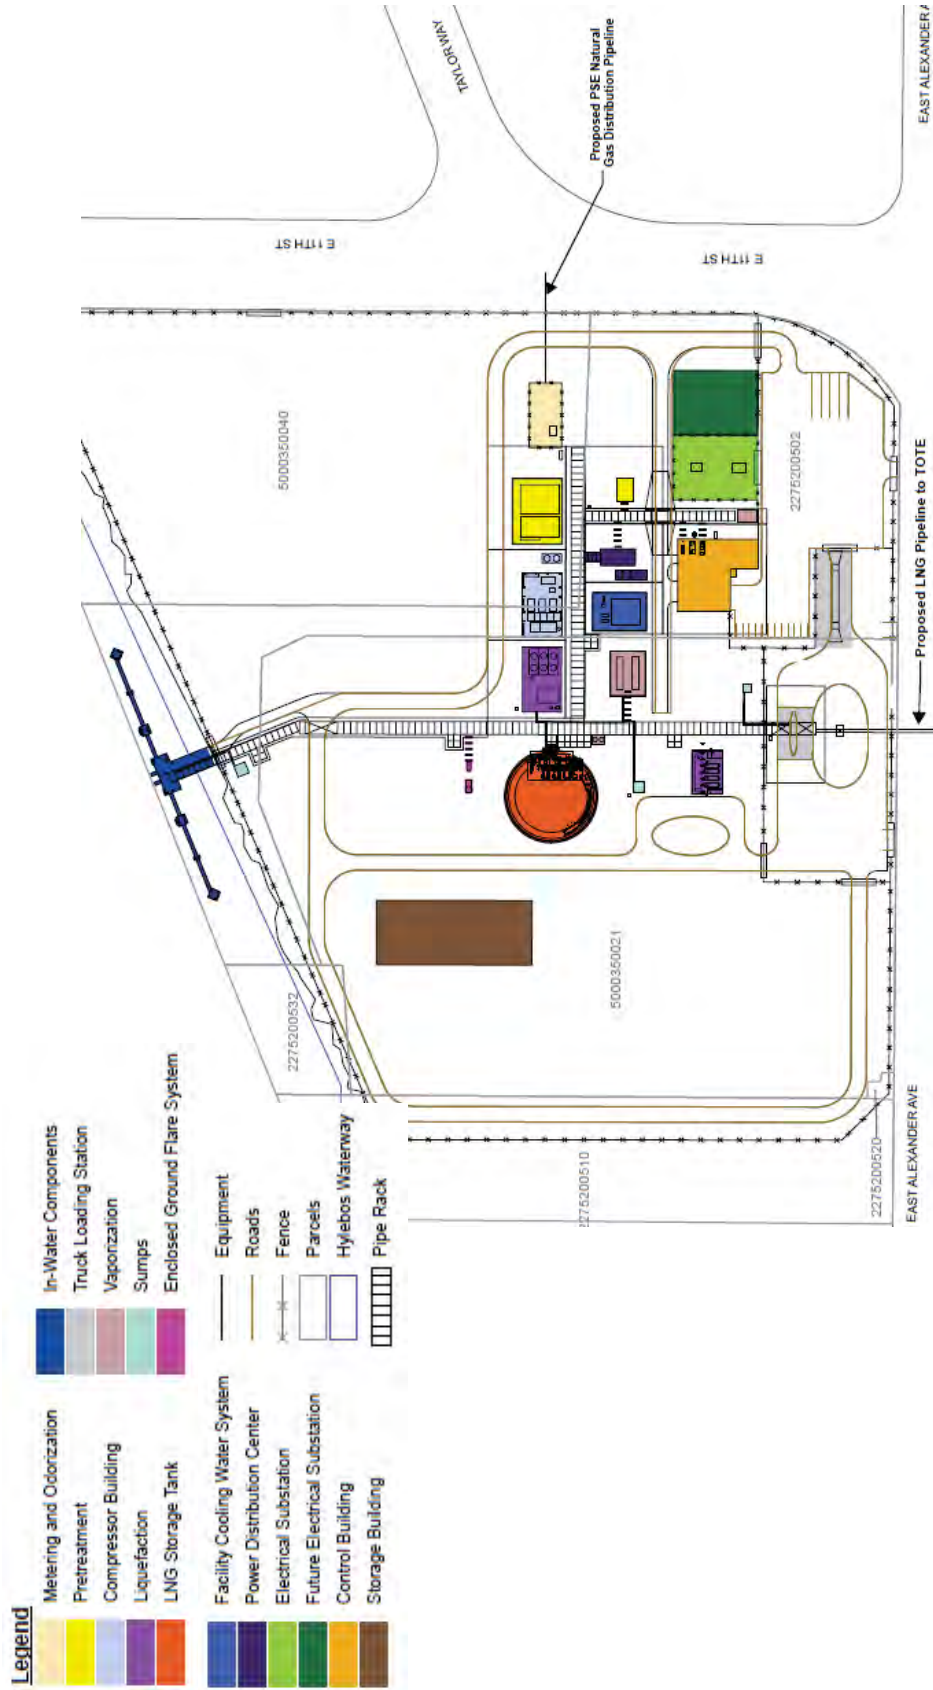 Legend
Metering and Odorization
Pretreatment
Compressor Building
Liquefaction
LNG Storage Tank
In-Water Components
Truck Loading Station
Vaporization
Sumps
Enclosed Ground Flare System
Facility Cooling Water System
Power Distribution Center
Electrical Substation
Future Electrical Substation
Control Building
Storage Building
Equipment
Roads
Fence
Parcels
Hylebos Waterway
Pipe Rack
TAYLOR WAY
Proposed PSE Natural
Gas Distribution Pipeline
E 11TH ST
E 11TH ST
EAST ALEXANDER A
5000350040
2275200502
Proposed LNG Pipeline to TOTE
2275200532
5000350021
2275200510
2275200520
EAST ALEXANDER AVE